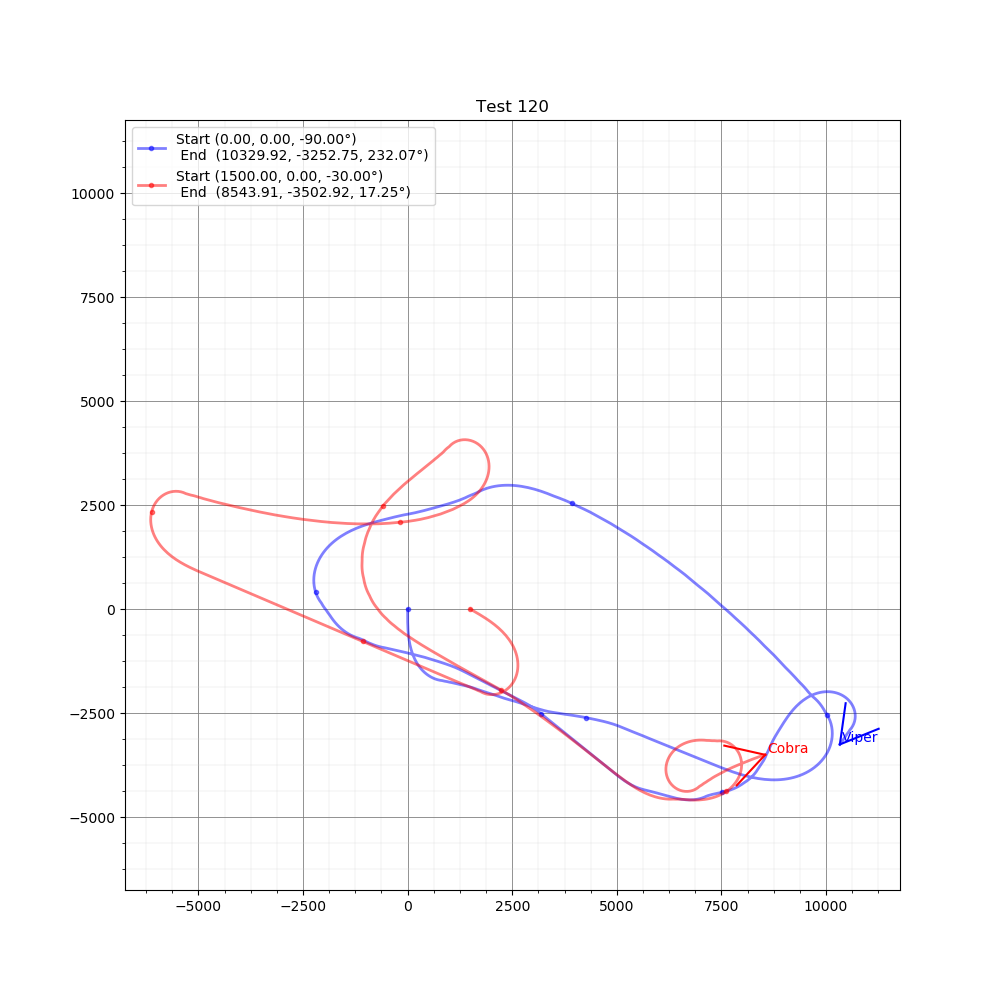 Test 120
Start (0.00, 0.00, -90.00°)
End  (10329.92, -3252.75, 232.07°)
Start (1500.00, 0.00, -30.00°)
End  (8543.91, -3502.92, 17.25°)
10000
7500
5000
2500
0
−2500
−5000
Viper
Cobra
−5000
−2500
0
2500
5000
7500
10000